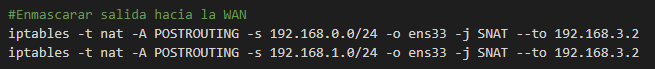 #Enmascarar salida hacia la WAN
iptables -t nat -A POSTROUTING -s 192.168.0.0/24 -o ens33 -j SNAT --to 192.168.3.2
iptables -t nat -A POSTROUTING -s 192.168.1.0/24 -o ens33 -j SNAT --to 192.168.3.2